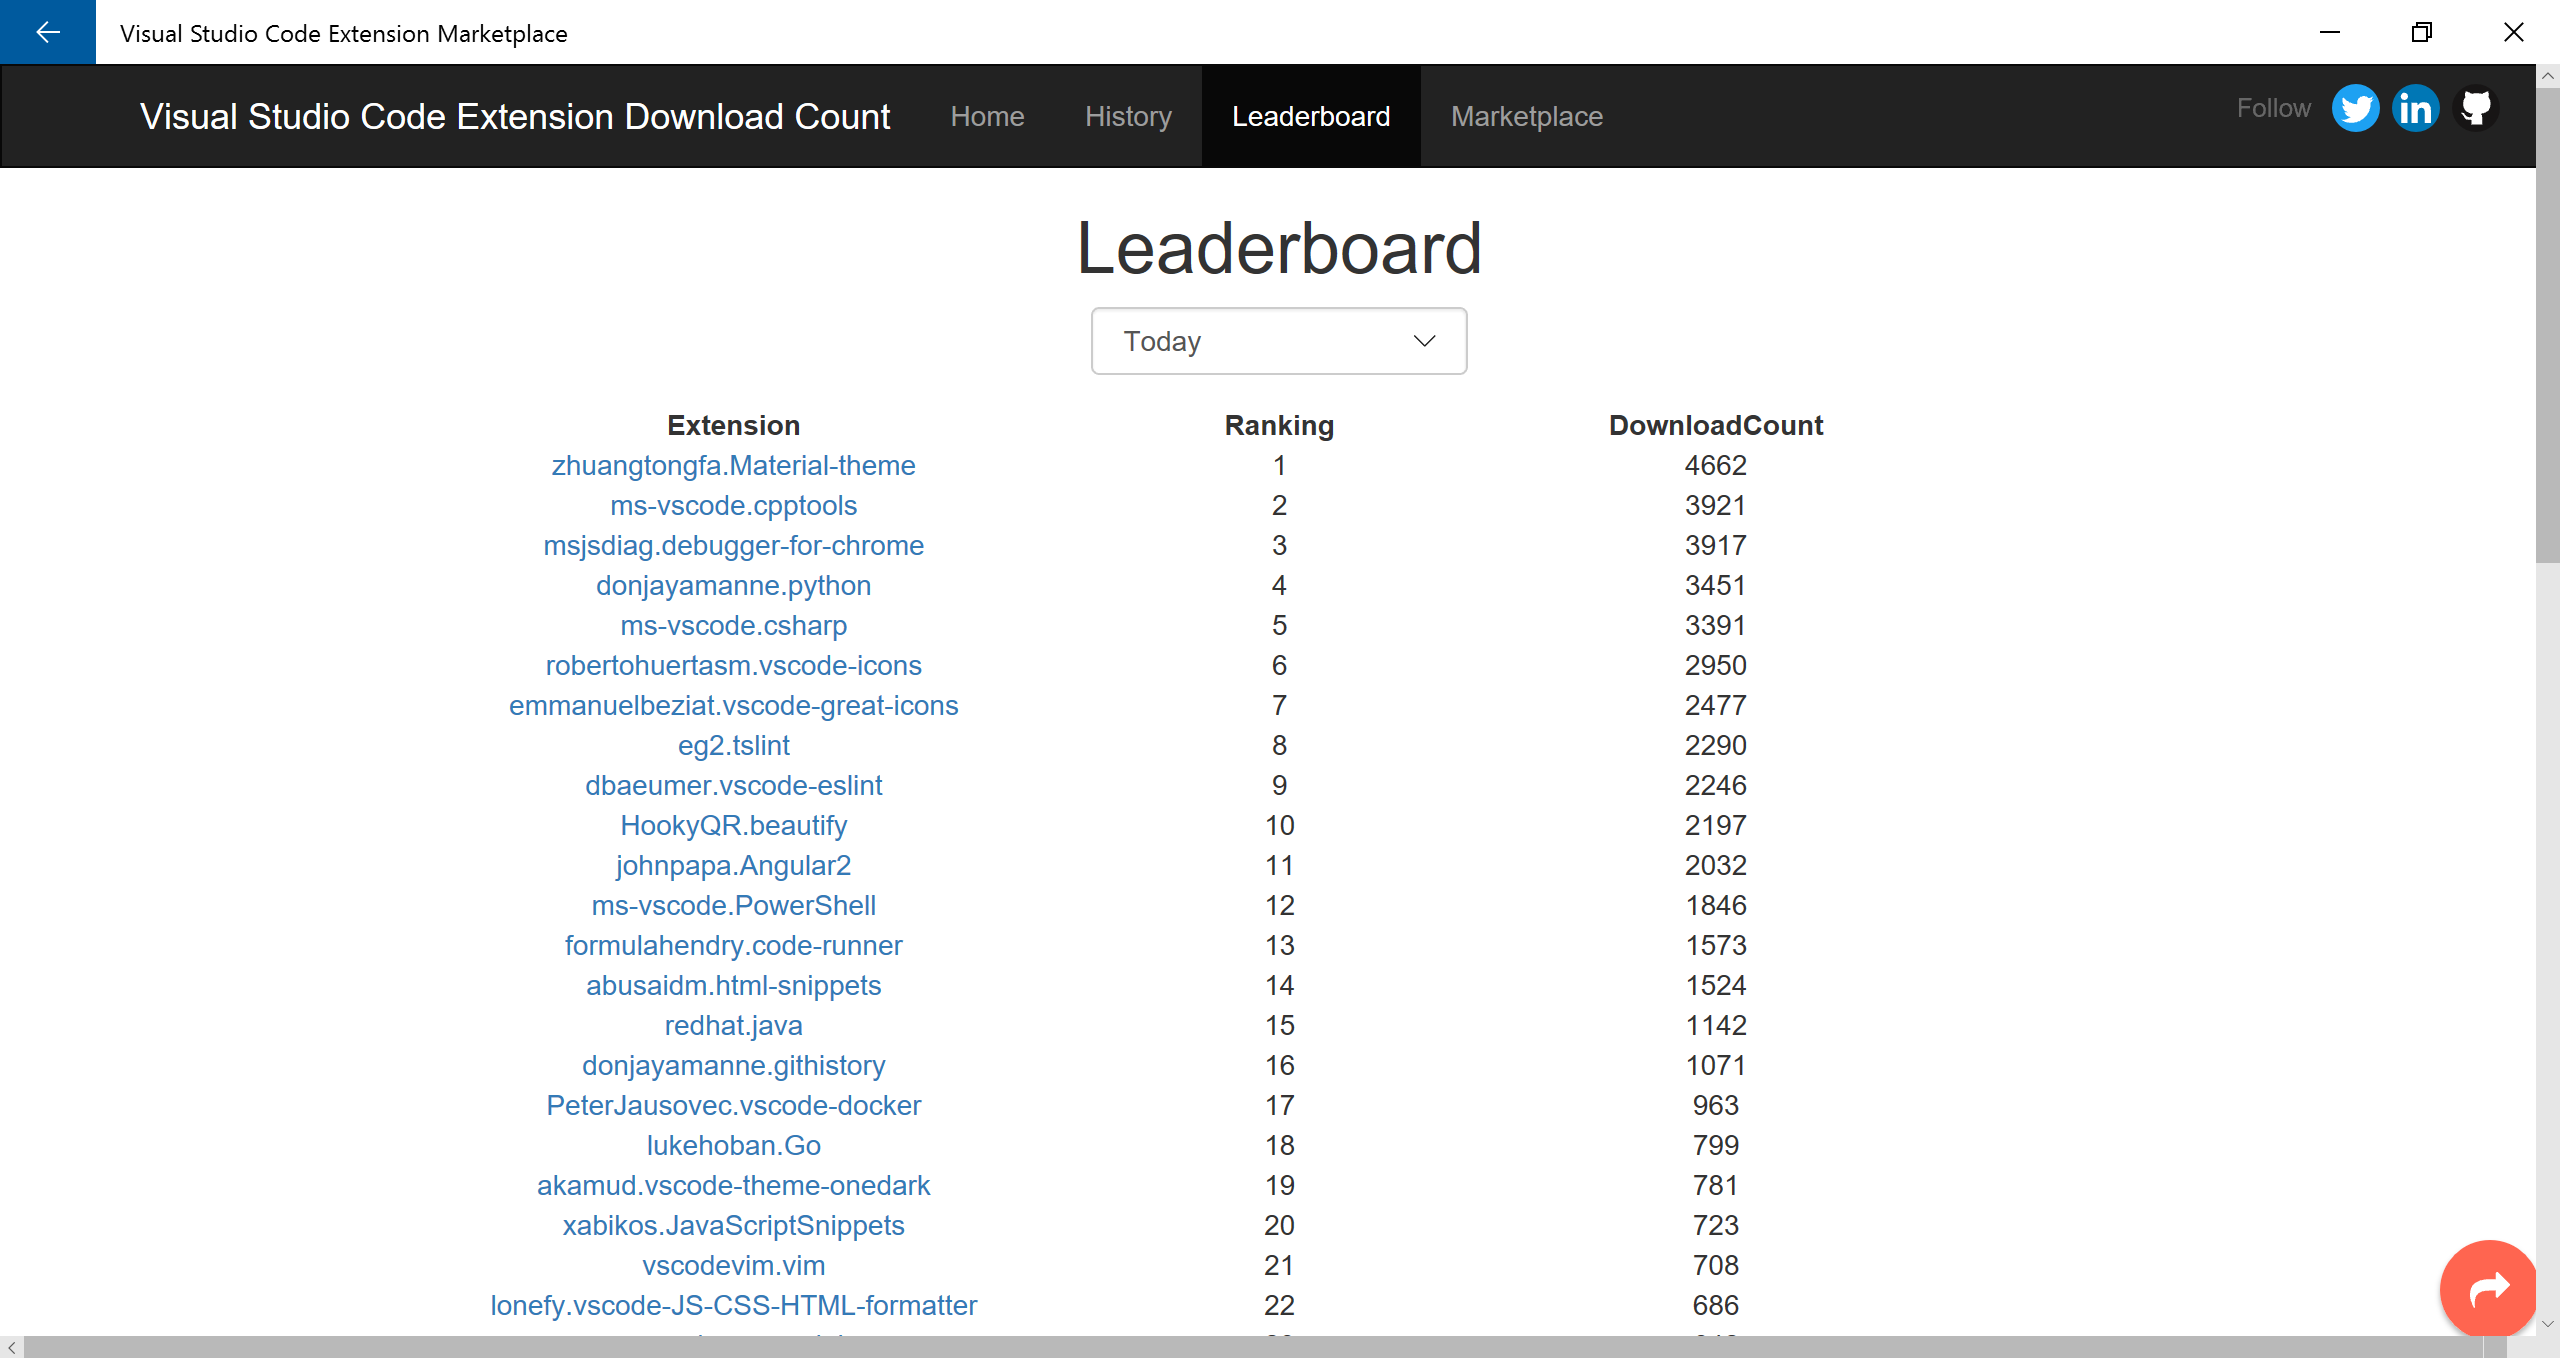 Visual Studio Code Extension Marketplace
Visual Studio Code Extension Download Count Home History Leaderboard Marketplace Follow
Leaderboard
Today
Extension Ranking DownloadCount
zhuangtongfa.Material-theme 1 4662
ms-vscode.cpptools 2 3921
msjsdiag.debugger-for-chrome 3 3917
donjayamanne.python 4 3451
ms-vscode.csharp 5 3391
robertohuertasm.vscode-icons 6 2950
emmanuelbeziat.vscode-great-icons 7 2477
eg2.tslint 8 2290
dbaeumer.vscode-eslint 9 2246
HookyQR.beautify 10 2197
johnpapa.Angular2 11 2032
ms-vscode.PowerShell 12 1846
formulahendry.code-runner 13 1573
abusaidm.html-snippets 14 1524
redhat.java 15 1142
donjayamanne.githistory 16 1071
PeterJausovec.vscode-docker 17 963
lukehoban.Go 18 799
akamud.vscode-theme-onedark 19 781
xabikos.JavaScriptSnippets 20 723
vscodevim.vim 21 708
lonefy.vscode-JS-CSS-HTML-formatter 22 686